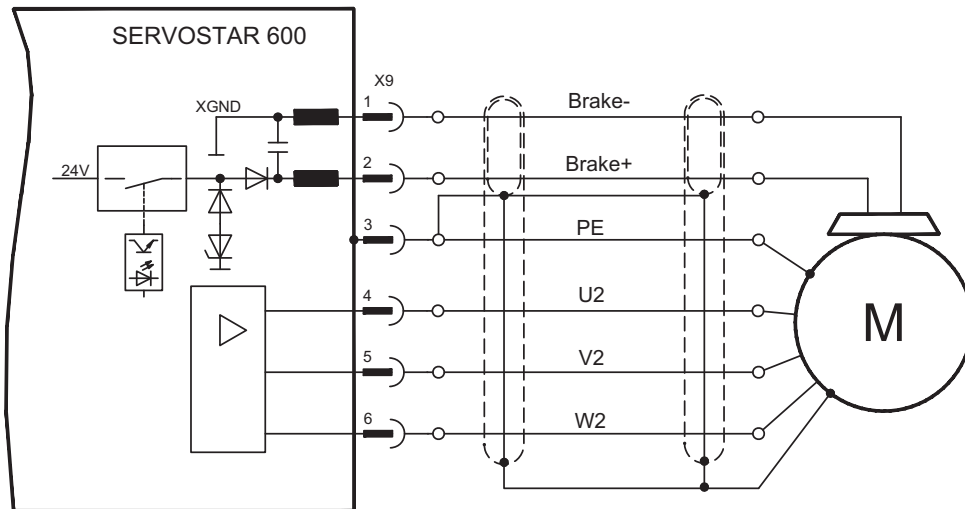 SERVOSTAR 600
X9
XGND
1
Brake-
24V
2
Brake+
3
PE
4
U2
M
5
V2
6
W2